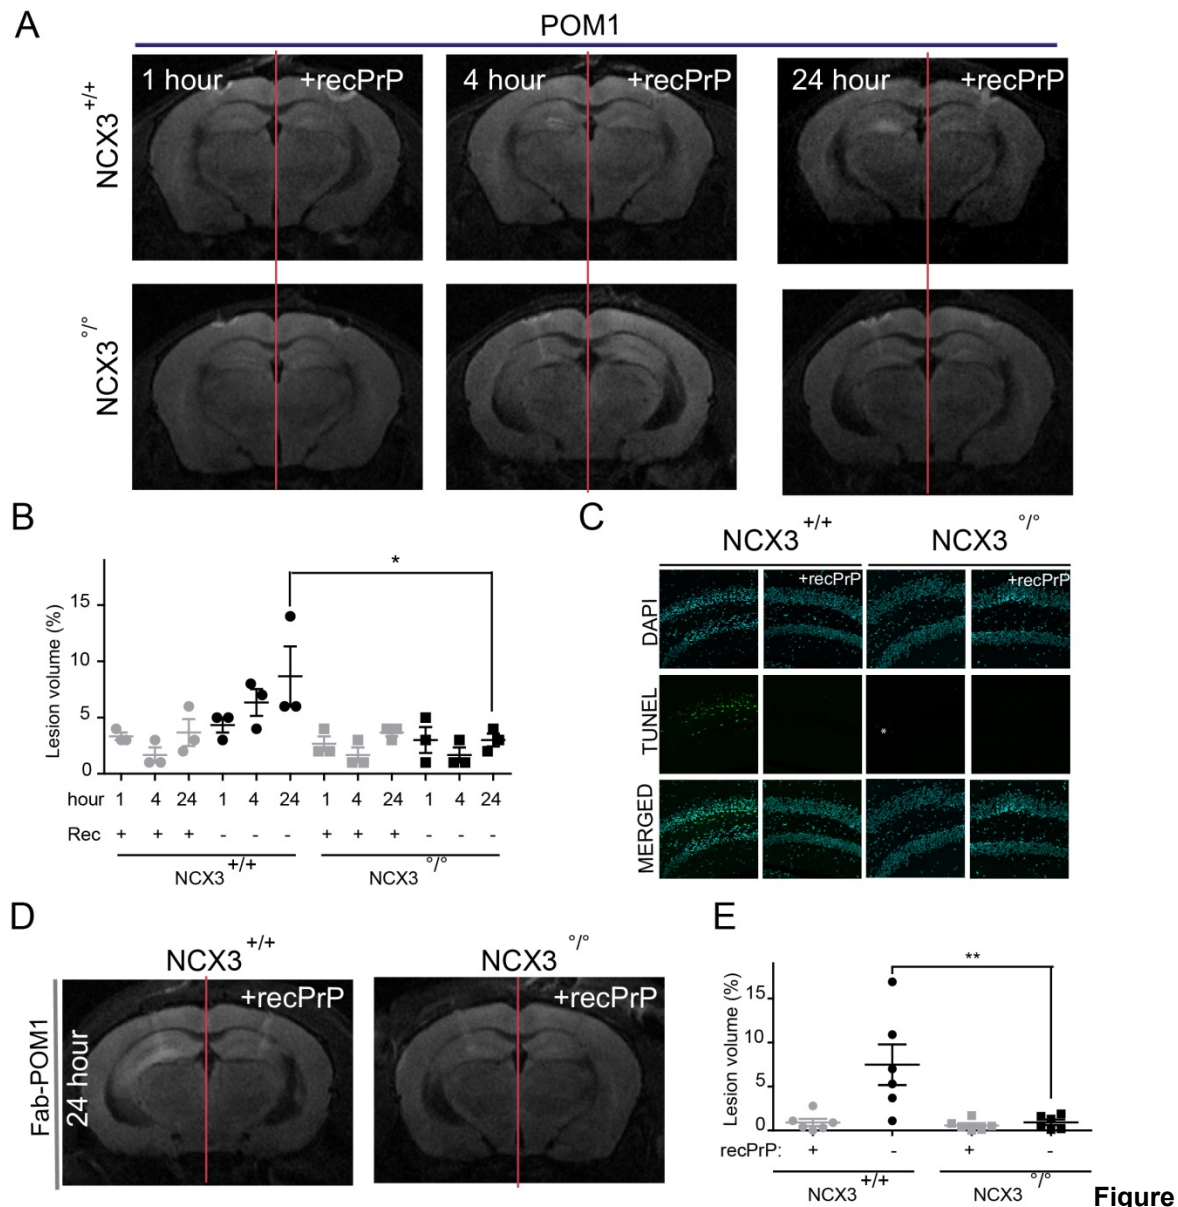 A
POM1
1 hour +recPrP 4 hour +recPrP 24 hour +recPrP
NCX3 +/+
NCX3 °/°
B
Lesion volume (%)
15
10
5
0
*
hour 1 4 24 1 4 24 1 4 24 1 4 24
Rec + + + - - - + + + - - -
NCX3 +/+ NCX3 °/°
C
NCX3 +/+ NCX3 °/°
+recPrP +recPrP
DAPI
TUNEL
*
MERGED
D
NCX3 +/+ NCX3 °/°
+recPrP +recPrP
Fab-POM1
24 hour
E
Lesion volume (%)
15
10
5
0
**
recPrP: + - + -
NCX3 +/+ NCX3 °/°
Figure